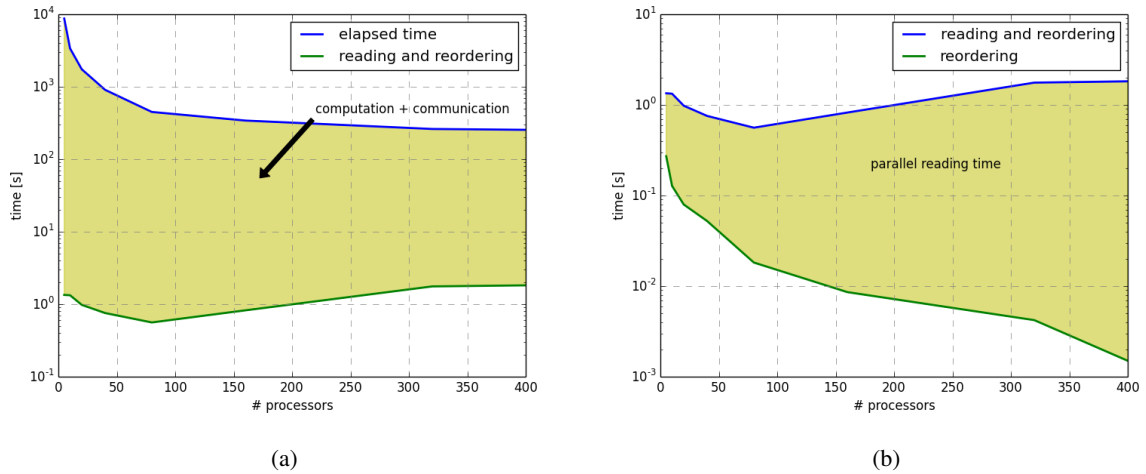 elapsed time
reading and reordering
computation + communication
10^4
10^3
10^2
10^1
10^0
10^-1
time [s]
0 50 100 150 200 250 300 350 400
# processors
(a)
reading and reordering
reordering
parallel reading time
10^1
10^0
10^-1
10^-2
10^-3
time [s]
0 50 100 150 200 250 300 350 400
# processors
(b)